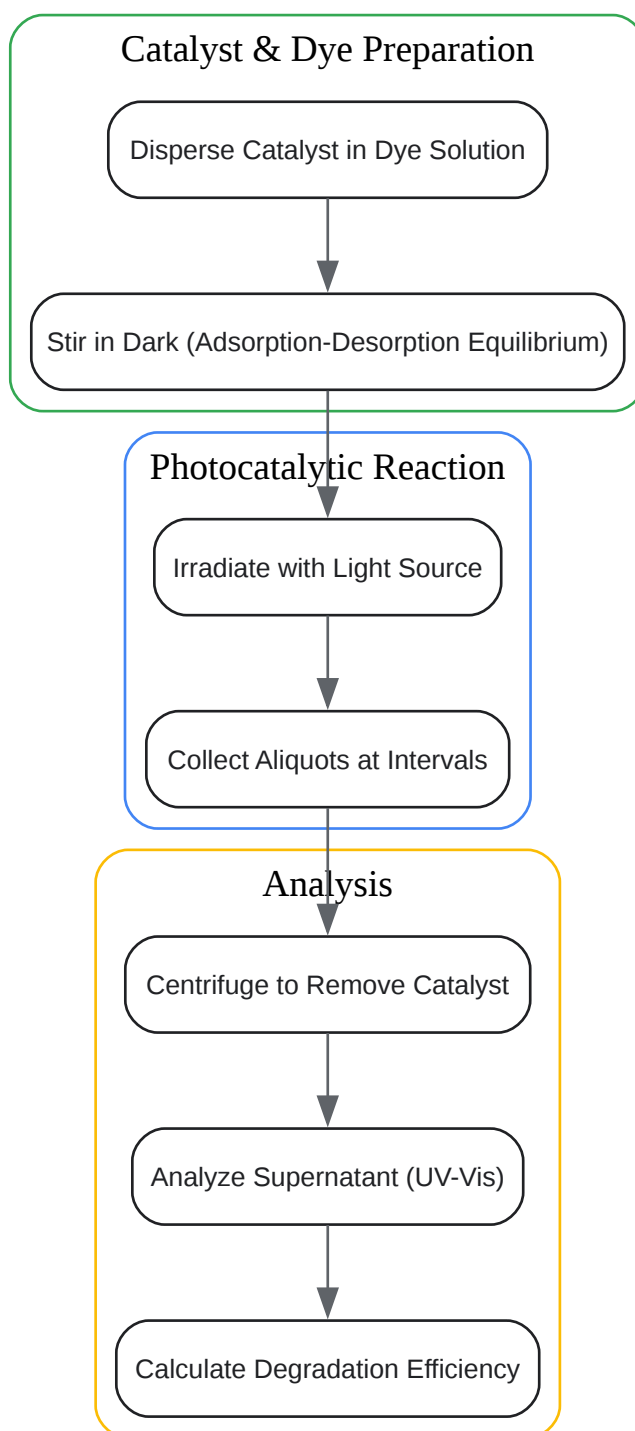 Catalyst & Dye Preparation
Disperse Catalyst in Dye Solution
Stir in Dark (Adsorption-Desorption Equilibrium)
Photocatalytic Reaction
Irradiate with Light Source
Collect Aliquots at Intervals
Analysis
Centrifuge to Remove Catalyst
Analyze Supernatant (UV-Vis)
Calculate Degradation Efficiency